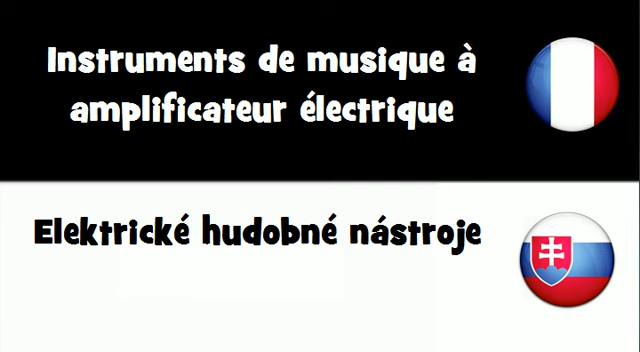 Instruments de musique à
amplificateur électrique
Elektrické hudobné nástroje